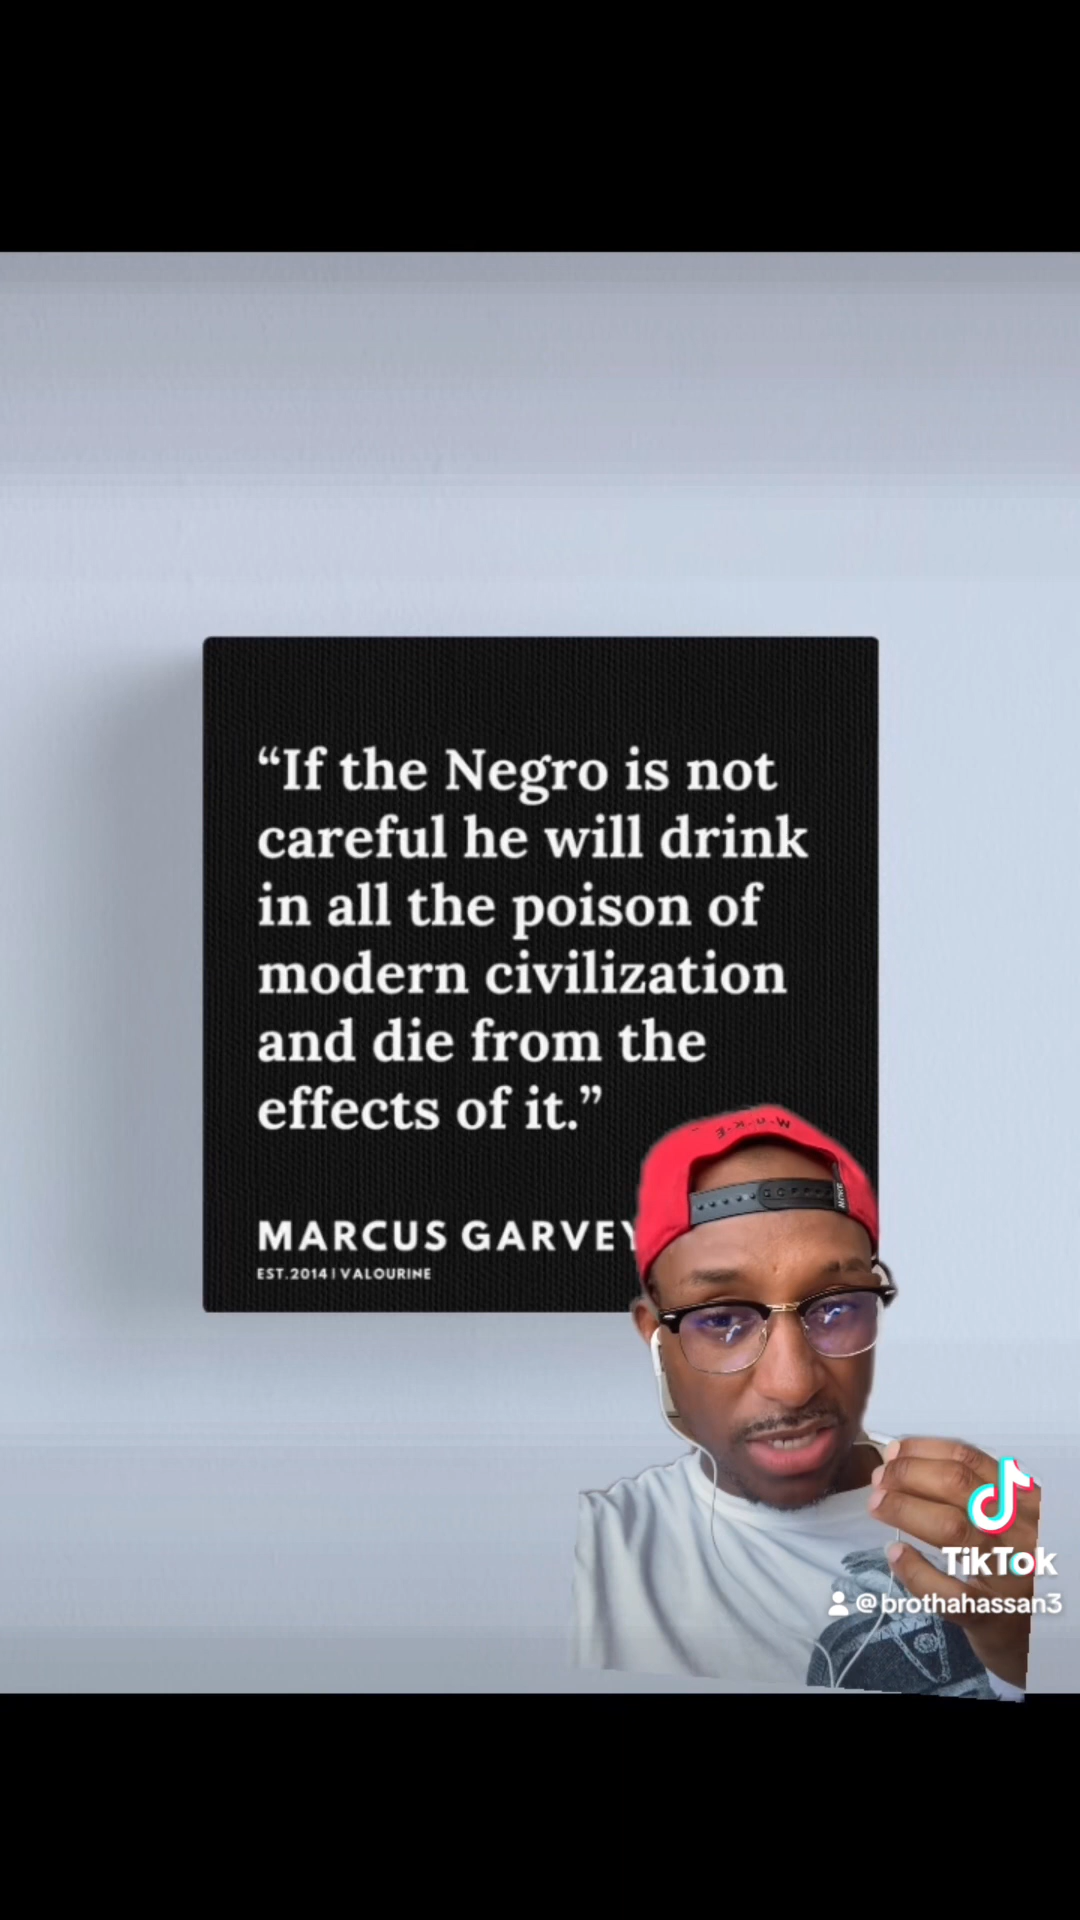 “If the Negro is not
careful he will drink
in all the poison of
modern civilization
and die from the
effects of it.”
MARCUS GARVEY
EST.2014 | VALOURINE
TikTok
@brothahassan3